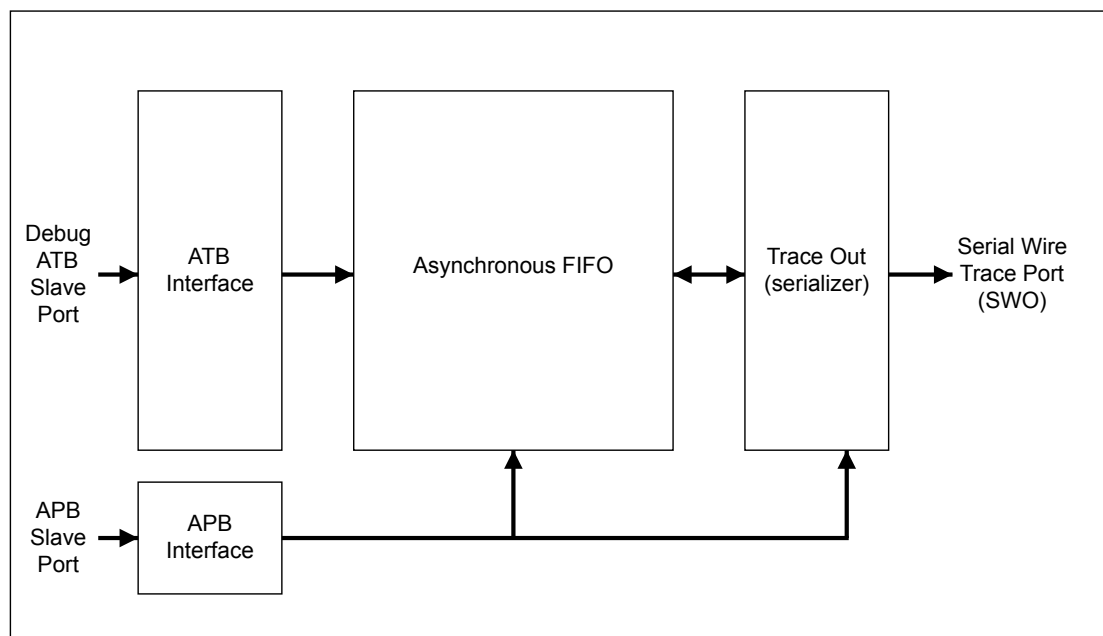 Debug
ATB
Slave
Port
ATB
Interface
Asynchronous FIFO
Trace Out
(serializer)
Serial Wire
Trace Port
(SWO)
APB
Slave
Port
APB
Interface